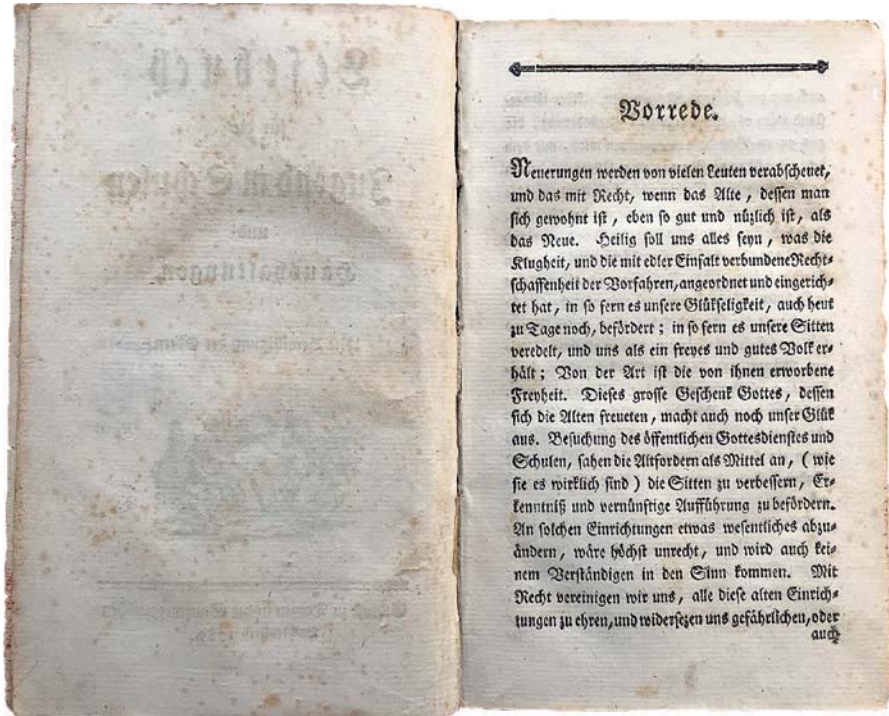 Vorrede.
Neuerungen werden von vielen Leuten verabscheuet,
und das mit Recht, wenn das Alte, dessen man
sich gewohnt ist, eben so gut und nüzlich ist, als
das Neue. Heilig soll uns alles seyn, was die
Klugheit, und die mit edler Einfalt verbundene Recht-
schaffenheit der Vorfahren, angeordnet und eingerich-
tet hat, in so fern es unsere Glükseligkeit, auch heut
zu Tage noch, befördert; in so fern es unsere Sitten
veredelt, und uns als ein freyes und gutes Volk er-
hält; Von der Art ist die von ihnen erworbene
Freyheit. Dieses grosse Geschenk Gottes, dessen
sich die Alten freueten, macht auch noch unser Glük
aus. Besuchung des öffentlichen Gottesdienstes und
Schulen, sahen die Altfordern als Mittel an, (wie
sie es wirklich sind) die Sitten zu verbessern, Er-
kenntniß und vernünftige Aufführung zu befördern.
An solchen Einrichtungen etwas wesentliches abzu-
ändern, wäre höchst unrecht, und wird auch kei-
nem Verständigen in den Sinn kommen. Mit
Recht vereinigen wir uns, alle diese alten Einrich-
tungen zu ehren, und widersezen uns gefährlichen, oder
auch